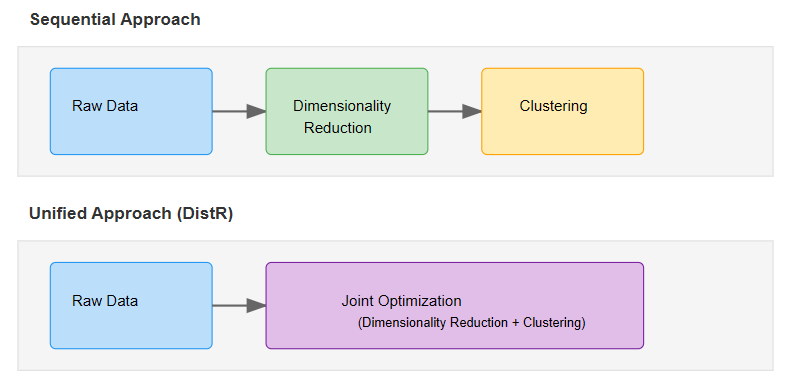 Sequential Approach
Raw Data
Dimensionality
Reduction
Clustering
Unified Approach (DistR)
Raw Data
Joint Optimization
(Dimensionality Reduction + Clustering)